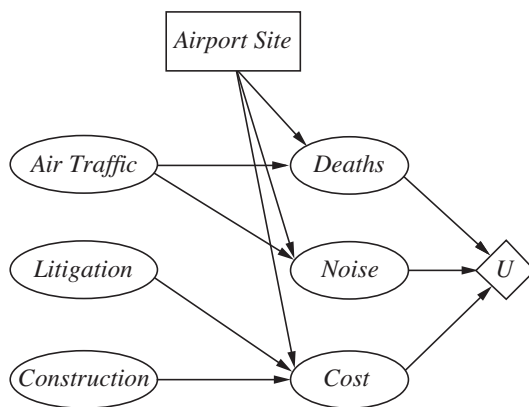 Airport Site
Air Traffic
Deaths
Litigation
Noise
U
Construction
Cost